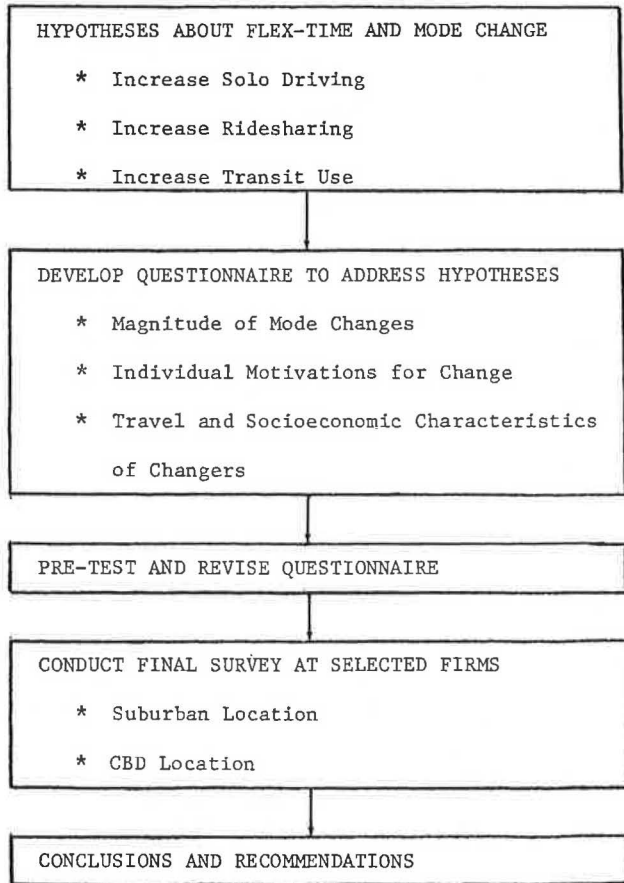 HYPOTHESES ABOUT FLEX-TIME AND MODE CHANGE
* Increase Solo Driving
* Increase Ridesharing
* Increase Transit Use
DEVELOP QUESTIONNAIRE TO ADDRESS HYPOTHESES
* Magnitude of Mode Changes
* Individual Motivations for Change
* Travel and Socioeconomic Characteristics
of Changers
PRE-TEST AND REVISE QUESTIONNAIRE
CONDUCT FINAL SURVEY AT SELECTED FIRMS
* Suburban Location
* CBD Location
CONCLUSIONS AND RECOMMENDATIONS